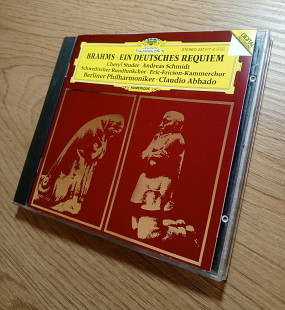 BRAHMS · EIN DEUTSCHES REQUIEM
Cheryl Studer · Andreas Schmidt
Schwedischer Rundfunkchor · Eric-Ericson-Kammerchor
Berliner Philharmoniker · Claudio Abbado